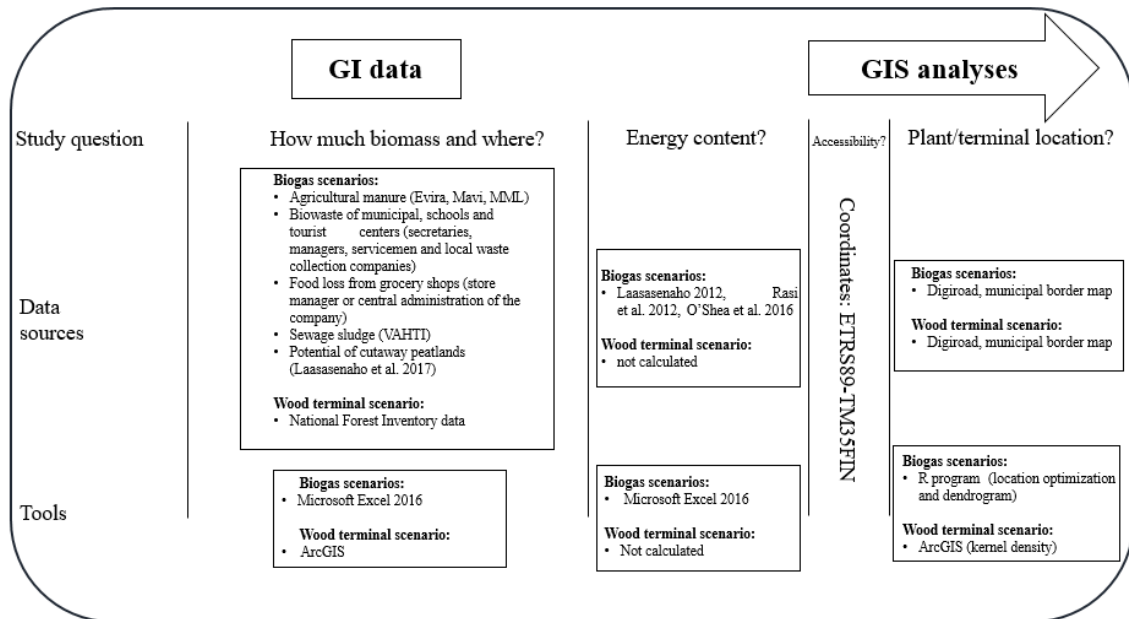 GI data
GIS analyses
Study question
How much biomass and where?
Energy content?
Accessibility?
Plant/terminal location?
Data
sources
Biogas scenarios:
• Agricultural manure (Evira, Mavi, MML)
• Biowaste of municipal, schools and
tourist centers (secretaries,
managers, servicemen and local waste
collection companies)
• Food loss from grocery shops (store
manager or central administration of the
company)
• Sewage sludge (VAHTI)
• Potential of cutaway peatlands
(Laasasenaho et al. 2017)
Wood terminal scenario:
• National Forest Inventory data
Biogas scenarios:
• Laasasenaho 2012, Rasi
et al. 2012, O'Shea et al. 2016
Wood terminal scenario:
• not calculated
Coordinates: ETRS89-TM35FIN
Biogas scenarios:
• Digiroad, municipal border map
Wood terminal scenario:
• Digiroad, municipal border map
Tools
Biogas scenarios:
• Microsoft Excel 2016
Wood terminal scenario:
• ArcGIS
Biogas scenarios:
• Microsoft Excel 2016
Wood terminal scenario:
• Not calculated
Biogas scenarios:
• R program (location optimization
and dendrogram)
Wood terminal scenario:
• ArcGIS (kernel density)